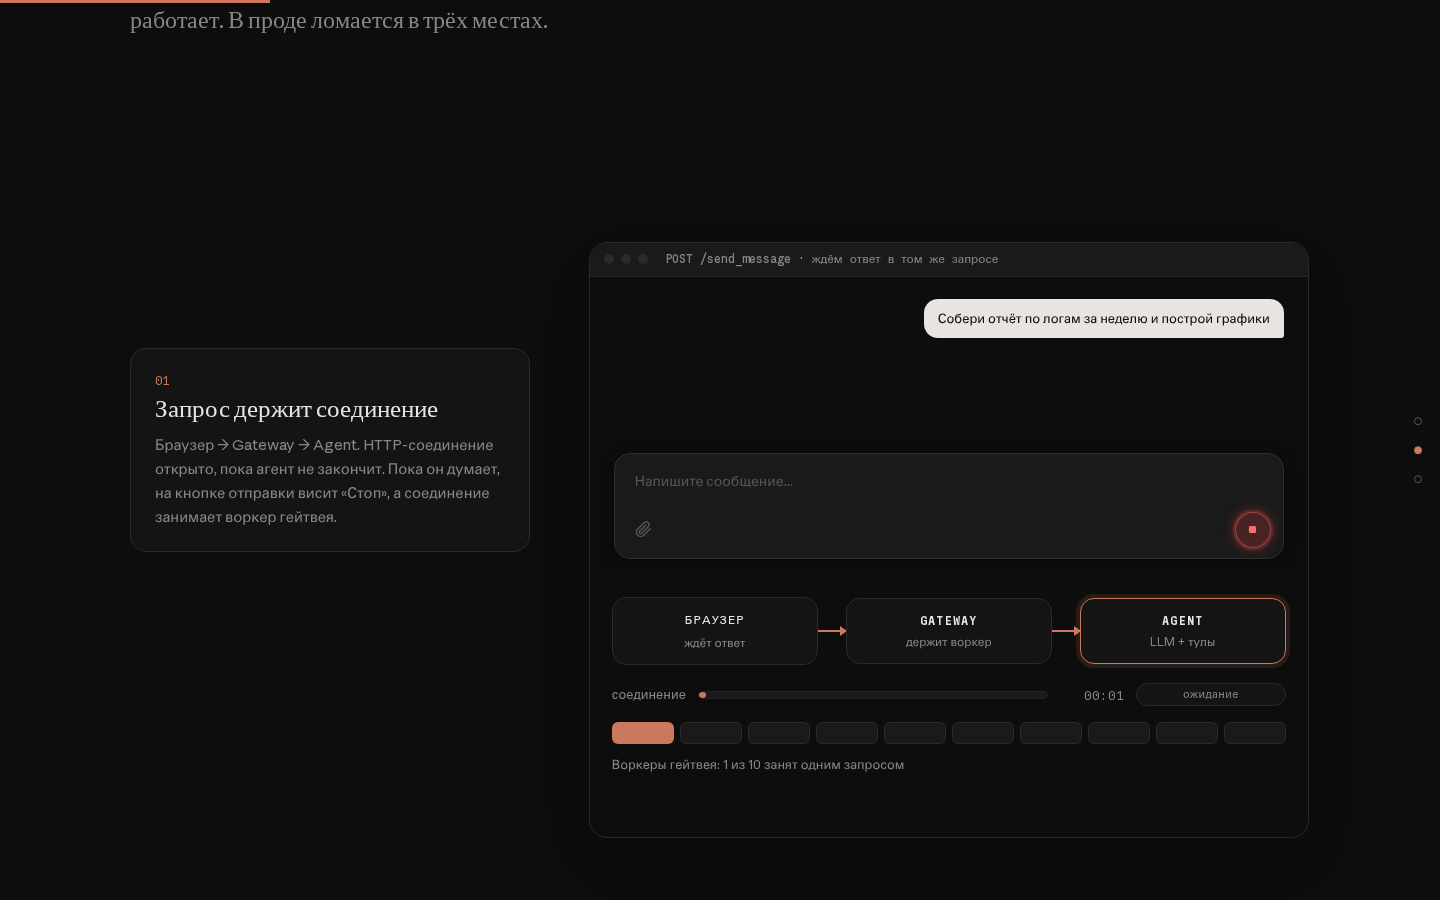 работает. В проде ломается в трёх местах.
POST /send_message · ждём ответ в том же запросе
Собери отчёт по логам за неделю и построй графики
01
Запрос держит соединение
Браузер → Gateway → Agent. HTTP-соединение
открыто, пока агент не закончит. Пока он думает,
на кнопке отправки висит «Стоп», а соединение
занимает воркер гейтвея.
Напишите сообщение...
БРАУЗЕР
ждёт ответ
GATEWAY
держит воркер
AGENT
LLM + тулы
соединение
00:01
ожидание
Воркеры гейтвея: 1 из 10 занят одним запросом